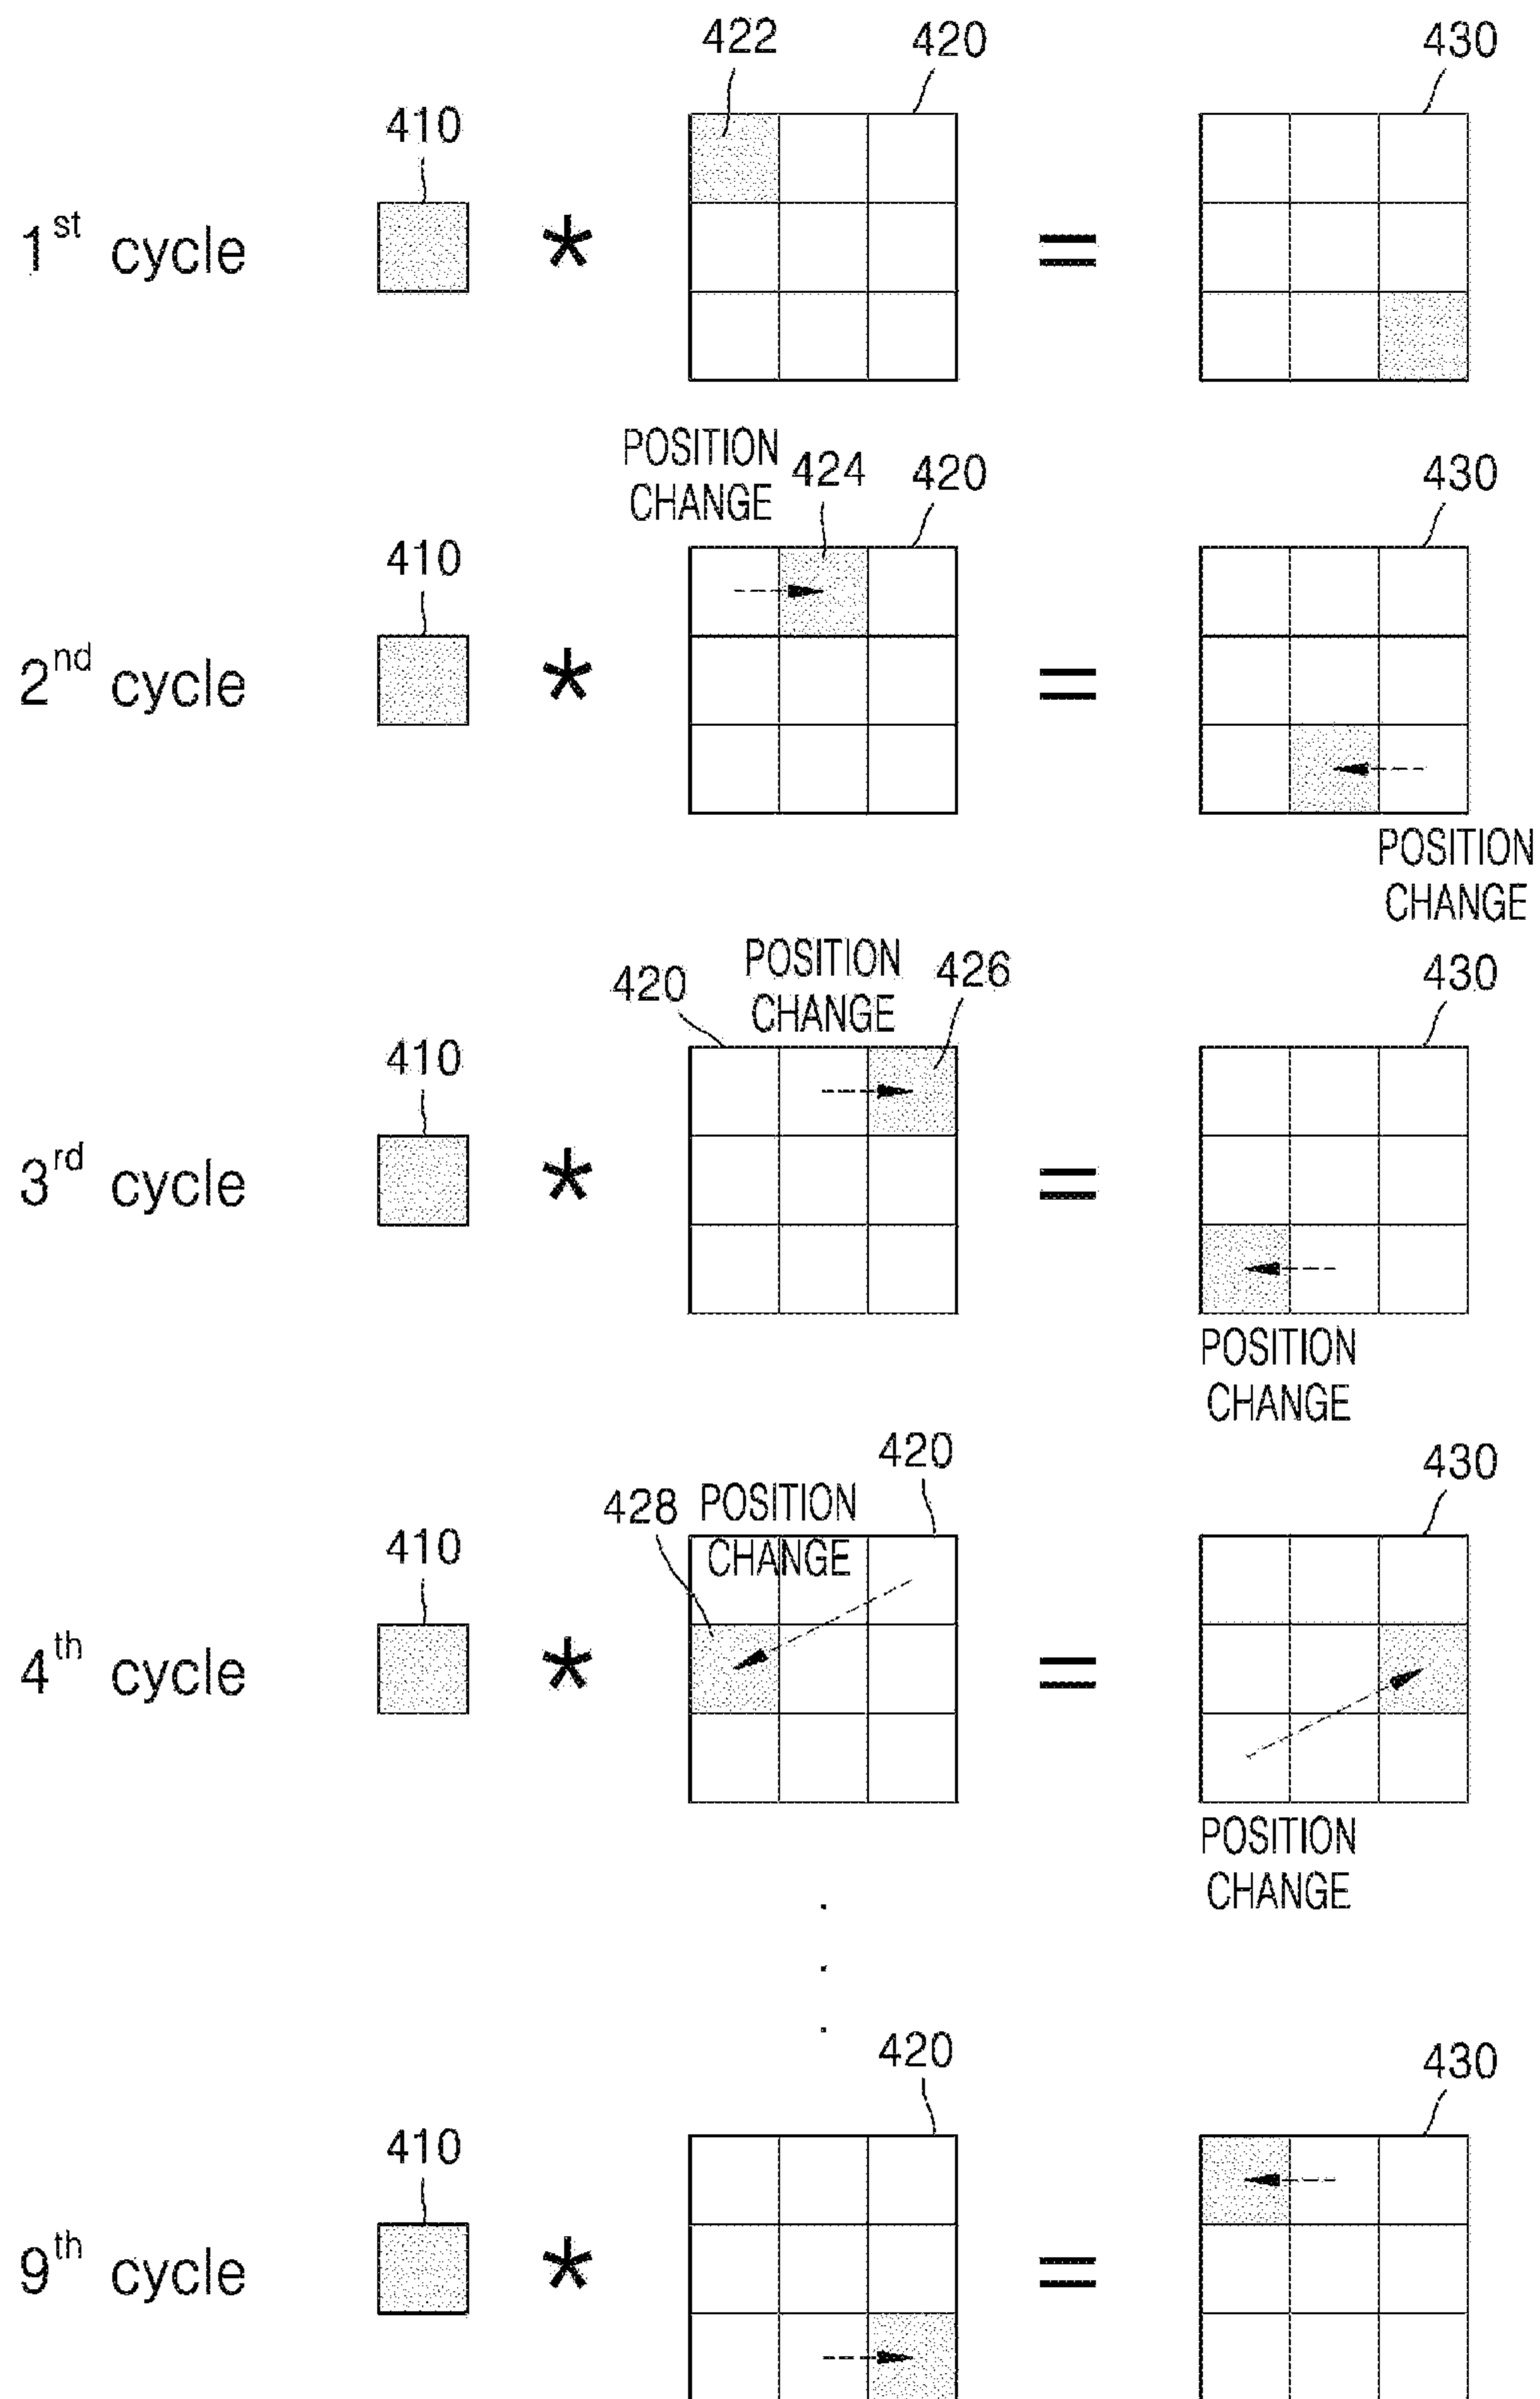 422 420 430
410
1st cycle * =
POSITION
CHANGE
424 420 430
410
2nd cycle * =
POSITION
CHANGE
420 POSITION
CHANGE
426 430
410
3rd cycle * =
POSITION
CHANGE
420 430
428 POSITION
CHANGE
410
4th cycle * =
POSITION
CHANGE
420 430
410
9th cycle * =